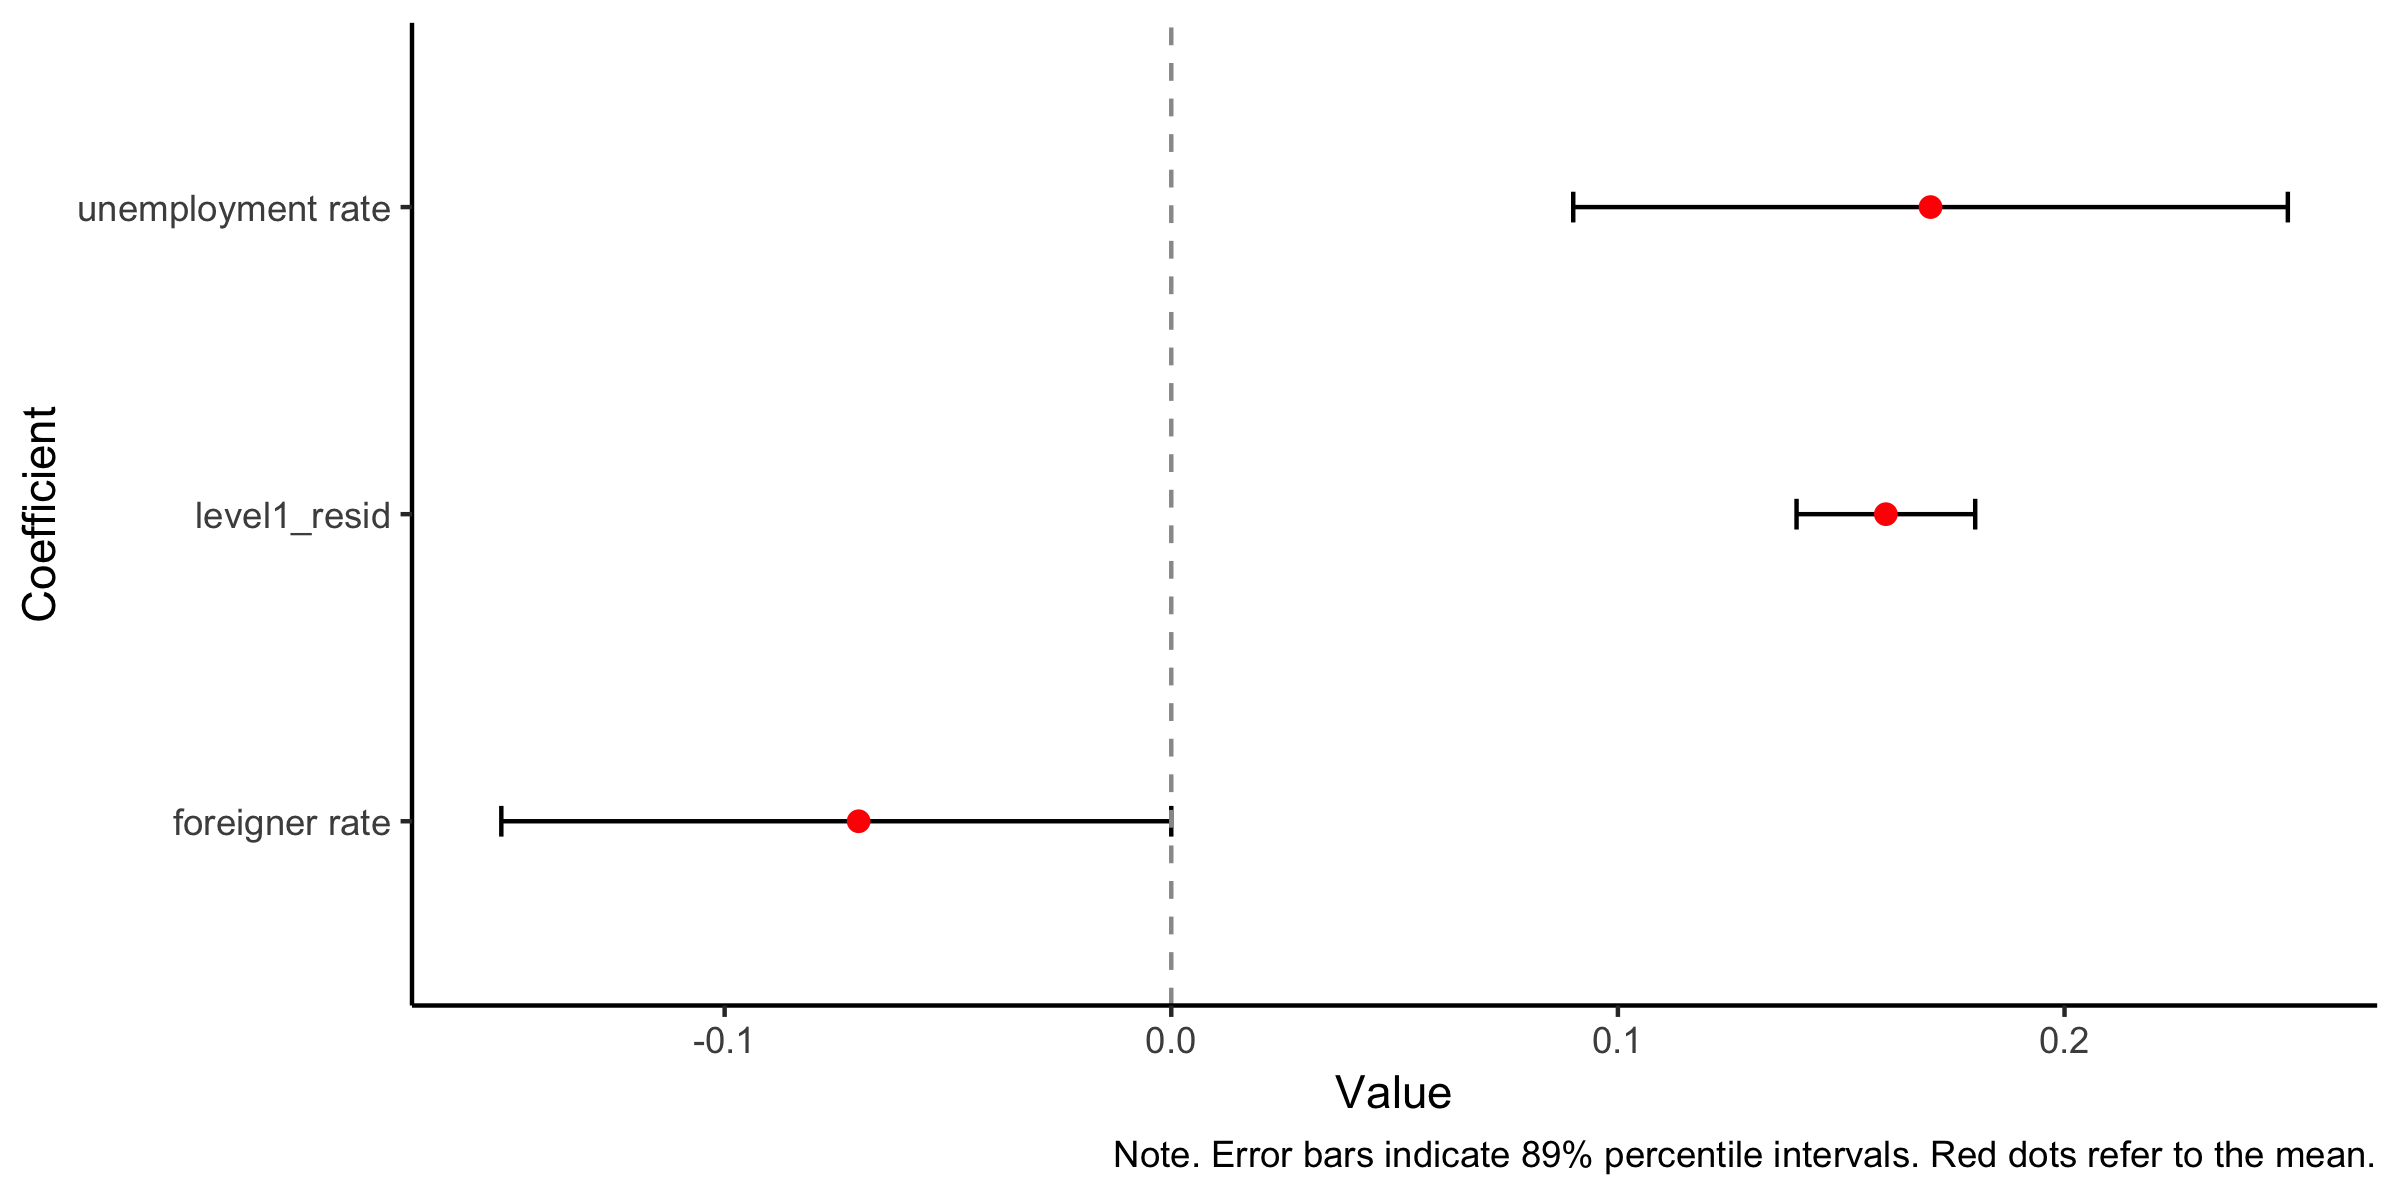 Coefficient
unemployment rate
level1_resid
foreigner rate
-0.1 0.0 0.1 0.2
Value
Note. Error bars indicate 89% percentile intervals. Red dots refer to the mean.